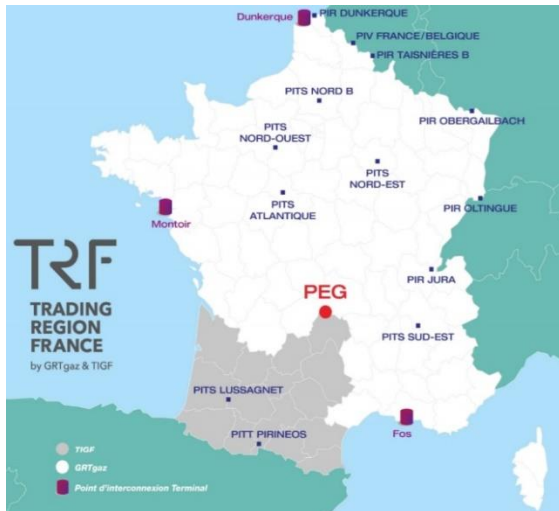 Dunkerque
PIR DUNKERQUE
PIV FRANCE/BELGIQUE
PIR TAISNIÈRES B
PITS NORD B
PIR OBERGAILBACH
PITS
NORD-OUEST
PITS
NORD-EST
PITS
ATLANTIQUE
PIR OLTINGUE
Montoir
TRF
TRADING
REGION
FRANCE
by GRTgaz & TIGF
PIR JURA
PEG
PITS SUD-EST
PITS LUSSAGNET
Fos
PITT PIRINEOS
TIGF
GRTgaz
Point d'interconnexion Terminal